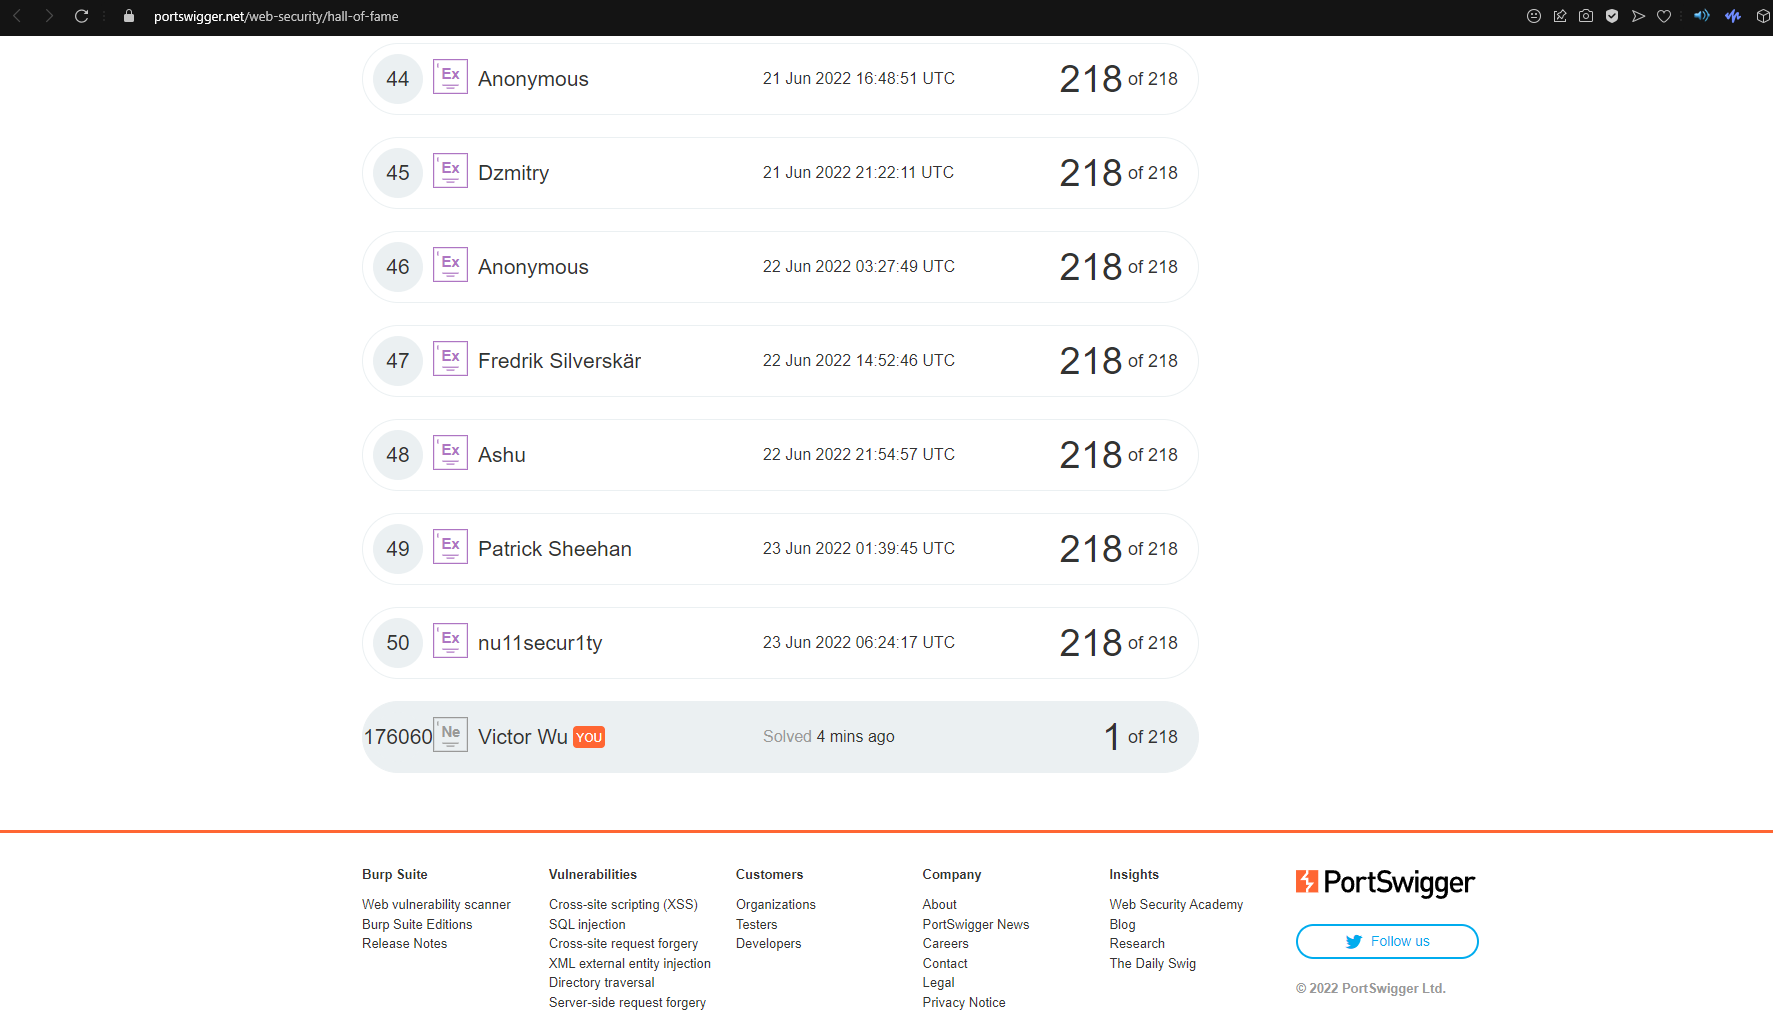 portswigger.net/web-security/hall-of-fame
44 Ex Anonymous 21 Jun 2022 16:48:51 UTC 218 of 218
45 Ex Dzmitry 21 Jun 2022 21:22:11 UTC 218 of 218
46 Ex Anonymous 22 Jun 2022 03:27:49 UTC 218 of 218
47 Ex Fredrik Silverskär 22 Jun 2022 14:52:46 UTC 218 of 218
48 Ex Ashu 22 Jun 2022 21:54:57 UTC 218 of 218
49 Ex Patrick Sheehan 23 Jun 2022 01:39:45 UTC 218 of 218
50 Ex nu11secur1ty 23 Jun 2022 06:24:17 UTC 218 of 218
176060 Ne Victor Wu YOU Solved 4 mins ago 1 of 218
Burp Suite
Web vulnerability scanner
Burp Suite Editions
Release Notes
Vulnerabilities
Cross-site scripting (XSS)
SQL injection
Cross-site request forgery
XML external entity injection
Directory traversal
Server-side request forgery
Customers
Organizations
Testers
Developers
Company
About
PortSwigger News
Careers
Contact
Legal
Privacy Notice
Insights
Web Security Academy
Blog
Research
The Daily Swig
PortSwigger
Follow us
© 2022 PortSwigger Ltd.